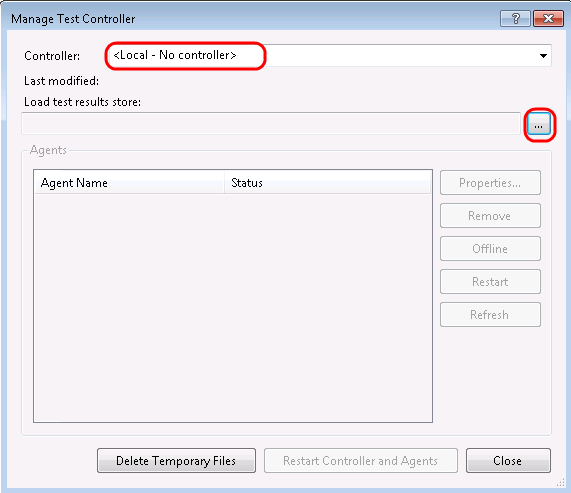 Manage Test Controller
Controller: <Local - No controller>
Last modified:
Load test results store:
...
Agents
Agent Name Status
Properties...
Remove
Offline
Restart
Refresh
Delete Temporary Files Restart Controller and Agents Close